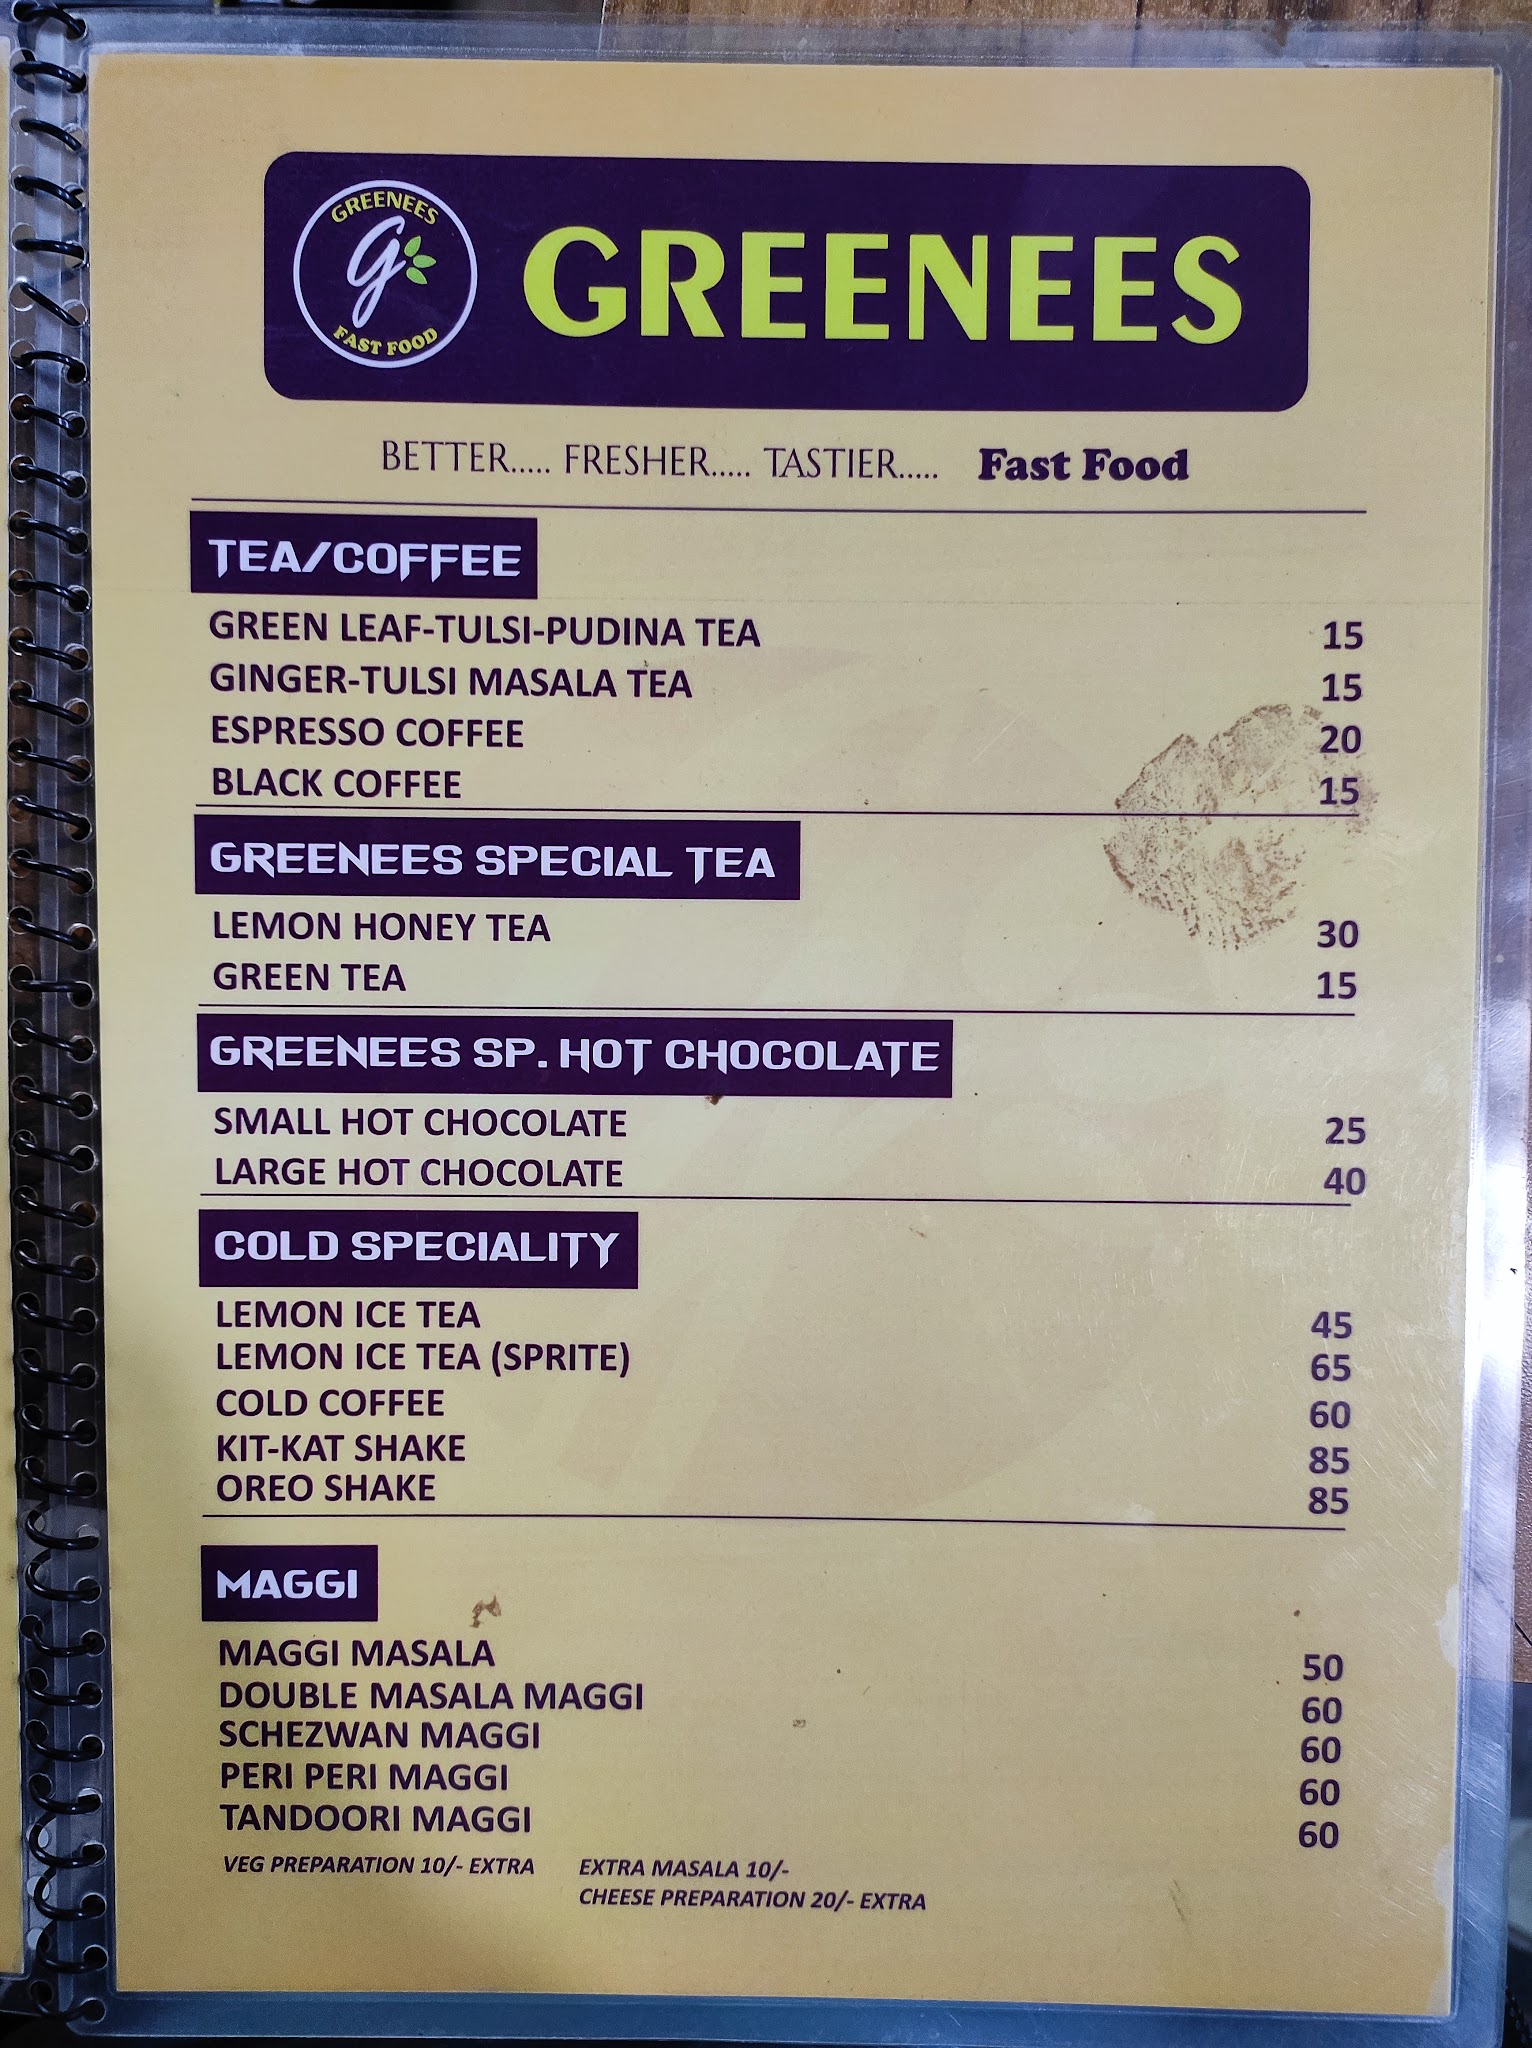 GREENEES
FAST FOOD
GREENEES
BETTER..... FRESHER..... TASTIER..... Fast Food
TEA/COFFEE
GREEN LEAF-TULSI-PUDINA TEA 15
GINGER-TULSI MASALA TEA 15
ESPRESSO COFFEE 20
BLACK COFFEE 15
GREENEES SPECIAL TEA
LEMON HONEY TEA 30
GREEN TEA 15
GREENEES SP. HOT CHOCOLATE
SMALL HOT CHOCOLATE 25
LARGE HOT CHOCOLATE 40
COLD SPECIALITY
LEMON ICE TEA 45
LEMON ICE TEA (SPRITE) 65
COLD COFFEE 60
KIT-KAT SHAKE 85
OREO SHAKE 85
MAGGI
MAGGI MASALA 50
DOUBLE MASALA MAGGI 60
SCHEZWAN MAGGI 60
PERI PERI MAGGI 60
TANDOORI MAGGI 60
VEG PREPARATION 10/- EXTRA EXTRA MASALA 10/-
CHEESE PREPARATION 20/- EXTRA